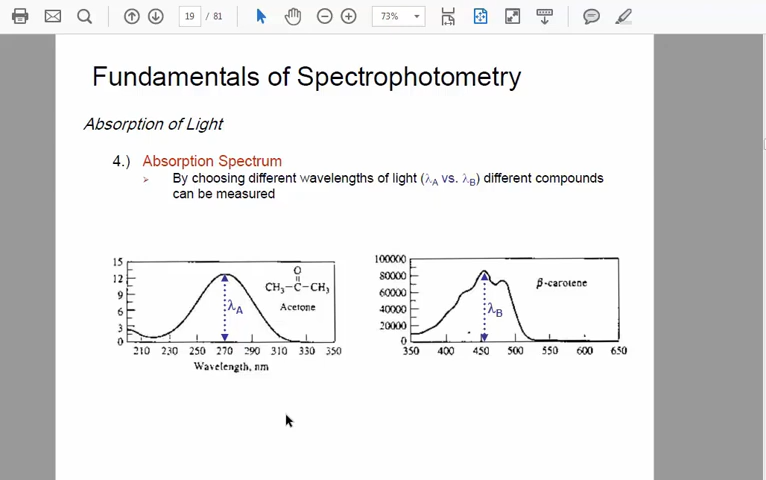 19 / 81
73%
Fundamentals of Spectrophotometry
Absorption of Light
4.) Absorption Spectrum
By choosing different wavelengths of light (λA vs. λB) different compounds
can be measured
15
12
9
6
3
0
O
CH3–C–CH3
Acetone
λA
210 230 250 270 290 310 330 350
Wavelength, nm
100000
80000
60000
40000
20000
0
β-carotene
λB
350 400 450 500 550 600 650